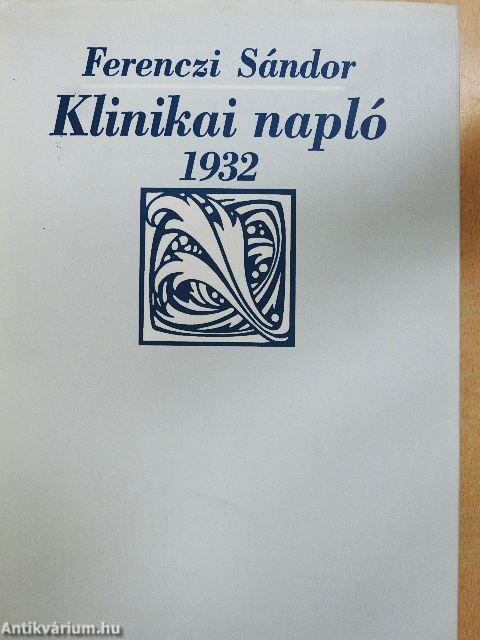 Ferenczi Sándor
Klinikai napló
1932
Antikvárium.hu